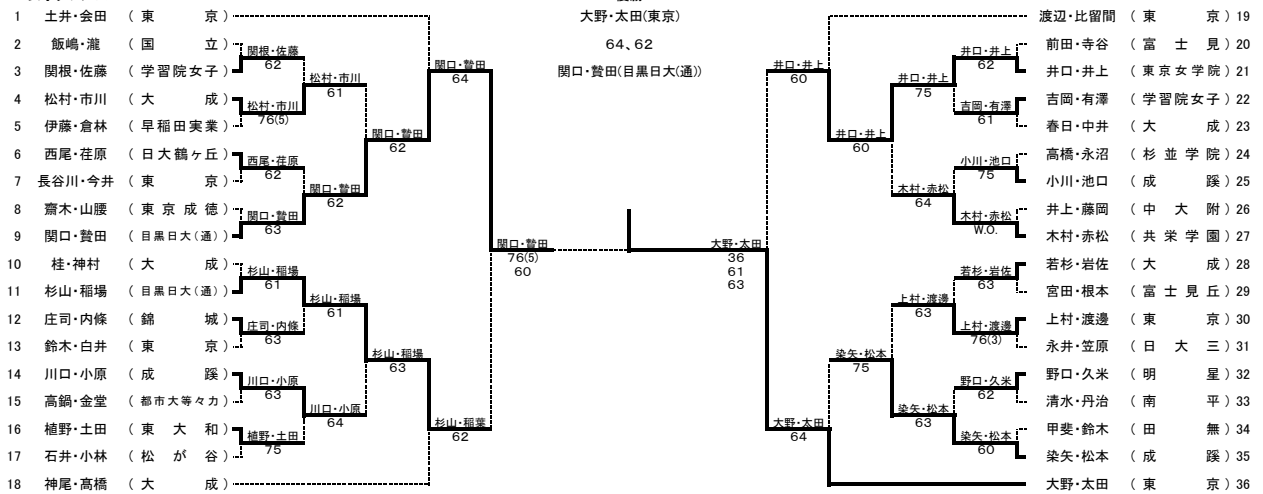 1 土井・会田 ( 東 京 )
2 飯嶋・瀧 ( 国 立 )
3 関根・佐藤 ( 学習院女子 )
4 松村・市川 ( 大 成 )
5 伊藤・倉林 ( 早稲田実業 )
6 西尾・荏原 ( 日大鶴ヶ丘 )
7 長谷川・今井 ( 東 京 )
8 齋木・山腰 ( 東京成徳 )
9 関口・贄田 ( 目黒日大(通) )
10 桂・神村 ( 大 成 )
11 杉山・稲場 ( 目黒日大(通) )
12 庄司・内條 ( 錦 城 )
13 鈴木・白井 ( 東 京 )
14 川口・小原 ( 成 蹊 )
15 高鍋・金堂 ( 都市大等々力 )
16 植野・土田 ( 東 大 和 )
17 石井・小林 ( 松 が 谷 )
18 神尾・髙橋 ( 大 成 )
関根・佐藤
62
松村・市川
76(5)
西尾・荏原
62
関口・贄田
63
杉山・稲場
61
庄司・内條
63
川口・小原
63
植野・土田
75
松村・市川
61
関口・贄田
62
杉山・稲場
61
川口・小原
64
関口・贄田
62
杉山・稲場
63
関口・贄田
64
杉山・稲葉
62
関口・贄田
76(5)
60
大野・太田(東京)
64、62
関口・贄田(目黒日大(通))
大野・太田
36
61
63
井口・井上
60
大野・太田
64
井口・井上
60
染矢・松本
75
井口・井上
75
木村・赤松
64
上村・渡邊
63
染矢・松本
63
井口・井上
62
吉岡・有澤
61
小川・池口
75
木村・赤松
W.O.
若杉・岩佐
63
上村・渡邊
76(3)
野口・久米
62
染矢・松本
60
渡辺・比留間 ( 東 京 ) 19
前田・寺谷 ( 富 士 見 ) 20
井口・井上 ( 東京女学院 ) 21
吉岡・有澤 ( 学習院女子 ) 22
春日・中井 ( 大 成 ) 23
高橋・永沼 ( 杉並学院 ) 24
小川・池口 ( 成 蹊 ) 25
井上・藤岡 ( 中 大 附 ) 26
木村・赤松 ( 共栄学園 ) 27
若杉・岩佐 ( 大 成 ) 28
宮田・根本 ( 富士見丘 ) 29
上村・渡邊 ( 東 京 ) 30
永井・笠原 ( 日 大 三 ) 31
野口・久米 ( 明 星 ) 32
清水・丹治 ( 南 平 ) 33
甲斐・鈴木 ( 田 無 ) 34
染矢・松本 ( 成 蹊 ) 35
大野・太田 ( 東 京 ) 36